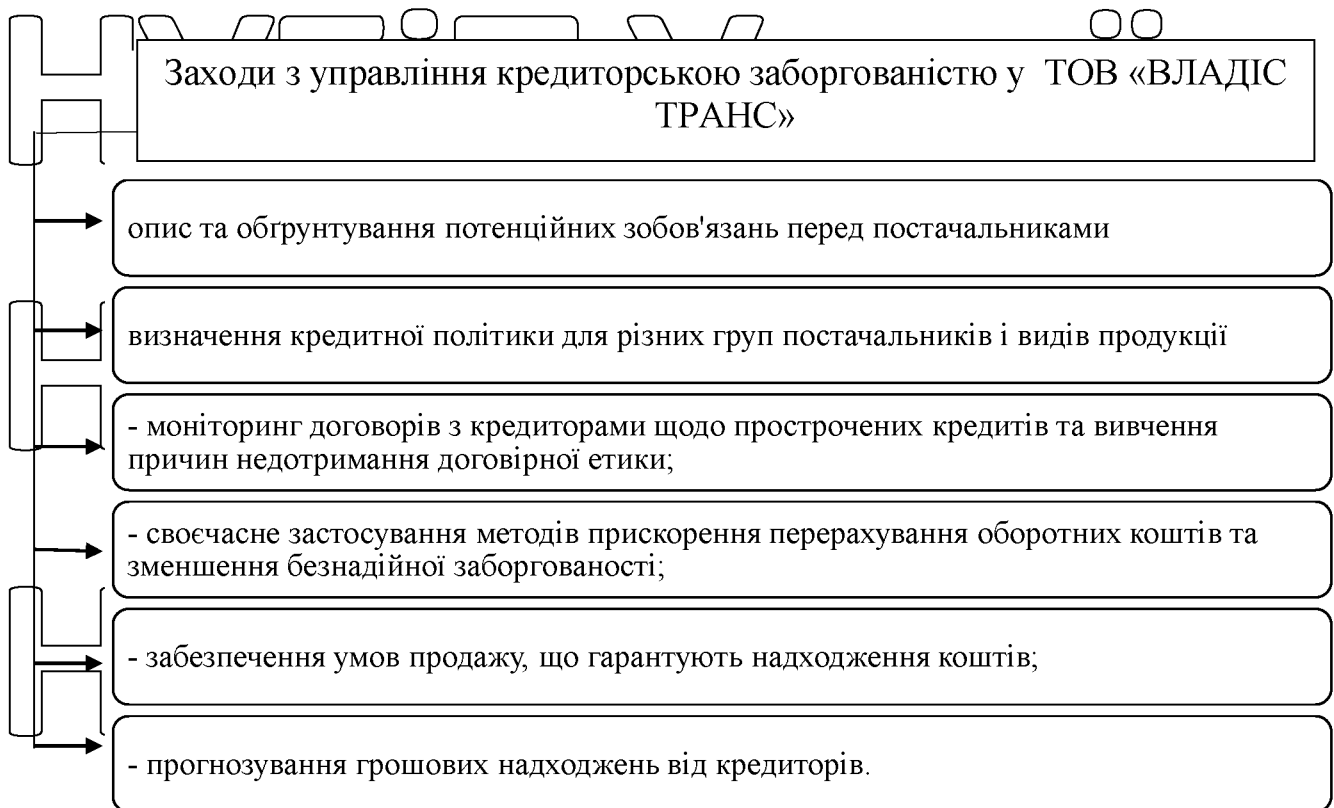 Заходи з управління кредиторською заборгованістю у ТОВ «ВЛАДІС
ТРАНС»
опис та обґрунтування потенційних зобов'язань перед постачальниками
визначення кредитної політики для різних груп постачальників і видів продукції
- моніторинг договорів з кредиторами щодо прострочених кредитів та вивчення
причин недотримання договірної етики;
- своєчасне застосування методів прискорення перерахування оборотних коштів та
зменшення безнадійної заборгованості;
- забезпечення умов продажу, що гарантують надходження коштів;
- прогнозування грошових надходжень від кредиторів.